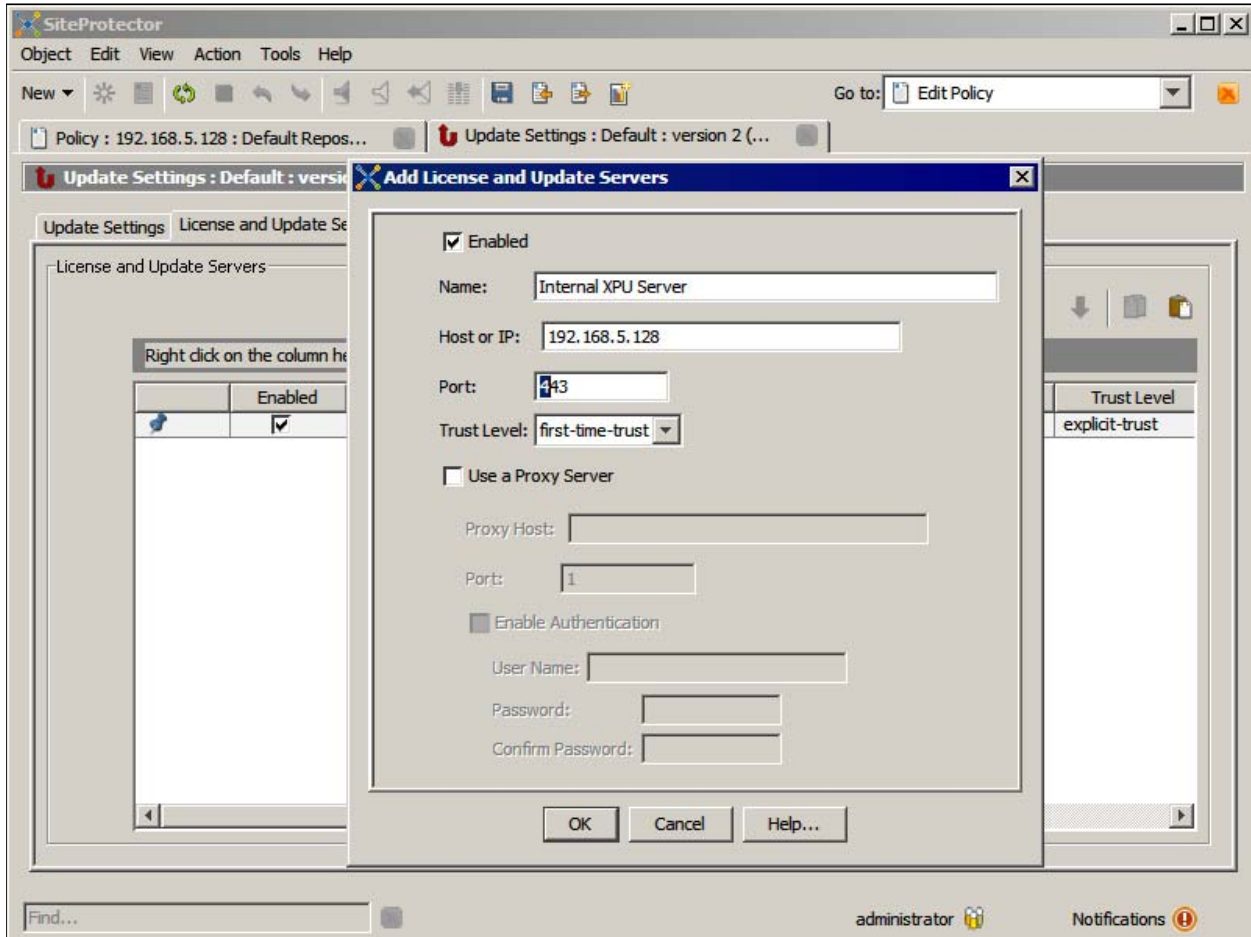 SiteProtector
Object Edit View Action Tools Help
New Go to: Edit Policy
Policy : 192.168.5.128 : Default Repos... Update Settings : Default : version 2 (...
Update Settings : Default : versi
Add License and Update Servers
Update Settings License and Update Se
License and Update Servers
Enabled
Name: Internal XPU Server
Host or IP: 192.168.5.128
Right click on the column he
Port: 443
Enabled Trust Level
explicit-trust
Trust Level: first-time-trust
Use a Proxy Server
Proxy Host:
Port: 1
Enable Authentication
User Name:
Password:
Confirm Password:
OK Cancel Help...
Find... administrator Notifications